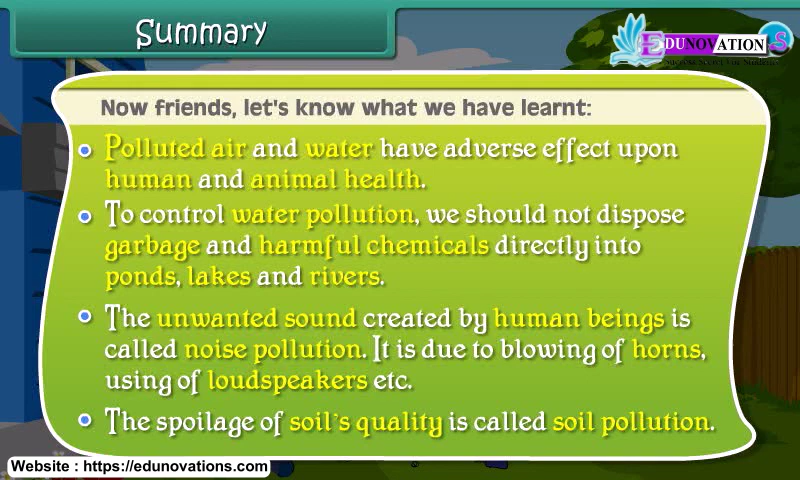 Summary
EDUNOVATION
S
Now friends, let's know what we have learnt:
Polluted air and water have adverse effect upon
human and animal health.
To control water pollution, we should not dispose
garbage and harmful chemicals directly into
ponds, lakes and rivers.
The unwanted sound created by human beings is
called noise pollution. It is due to blowing of horns,
using of loudspeakers etc.
The spoilage of soil's quality is called soil pollution.
Website : https://edunovations.com